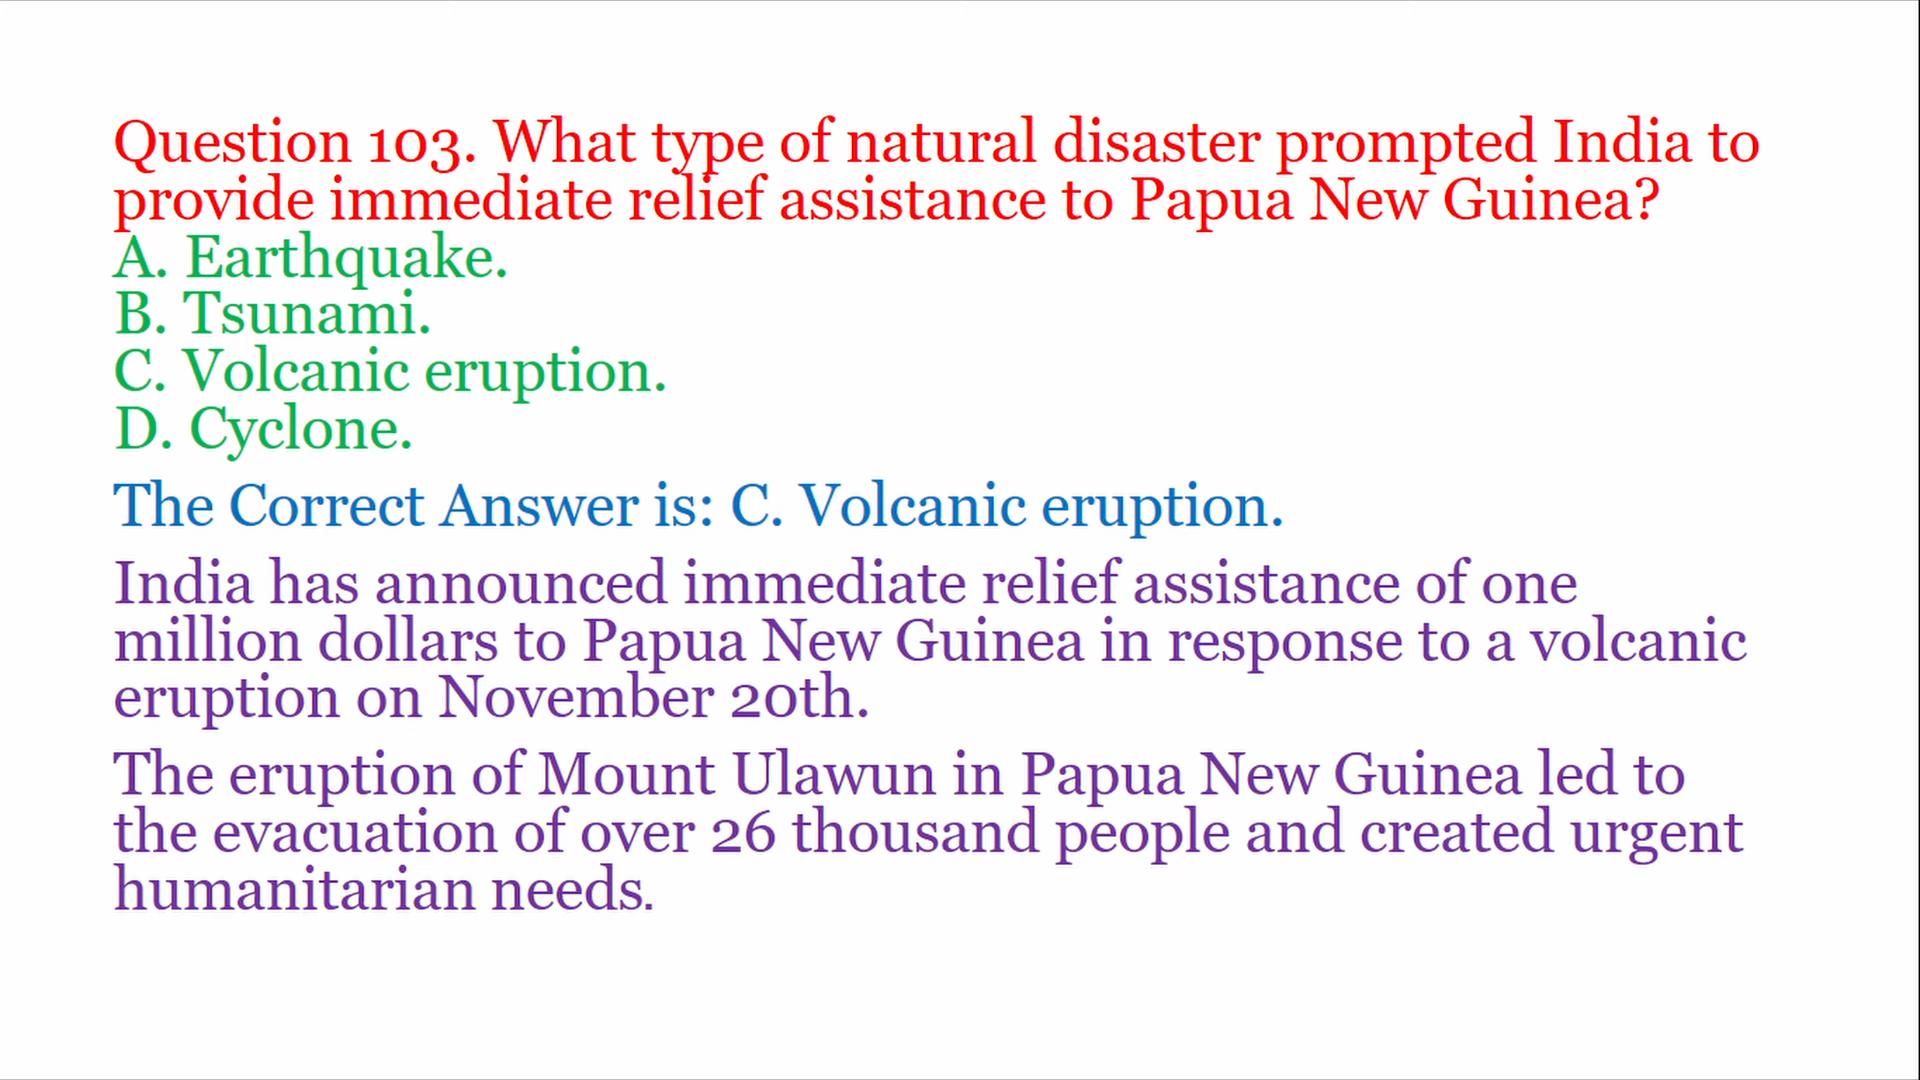 Question 103. What type of natural disaster prompted India to
provide immediate relief assistance to Papua New Guinea?
A. Earthquake.
B. Tsunami.
C. Volcanic eruption.
D. Cyclone.
The Correct Answer is: C. Volcanic eruption.
India has announced immediate relief assistance of one
million dollars to Papua New Guinea in response to a volcanic
eruption on November 20th.
The eruption of Mount Ulawun in Papua New Guinea led to
the evacuation of over 26 thousand people and created urgent
humanitarian needs.